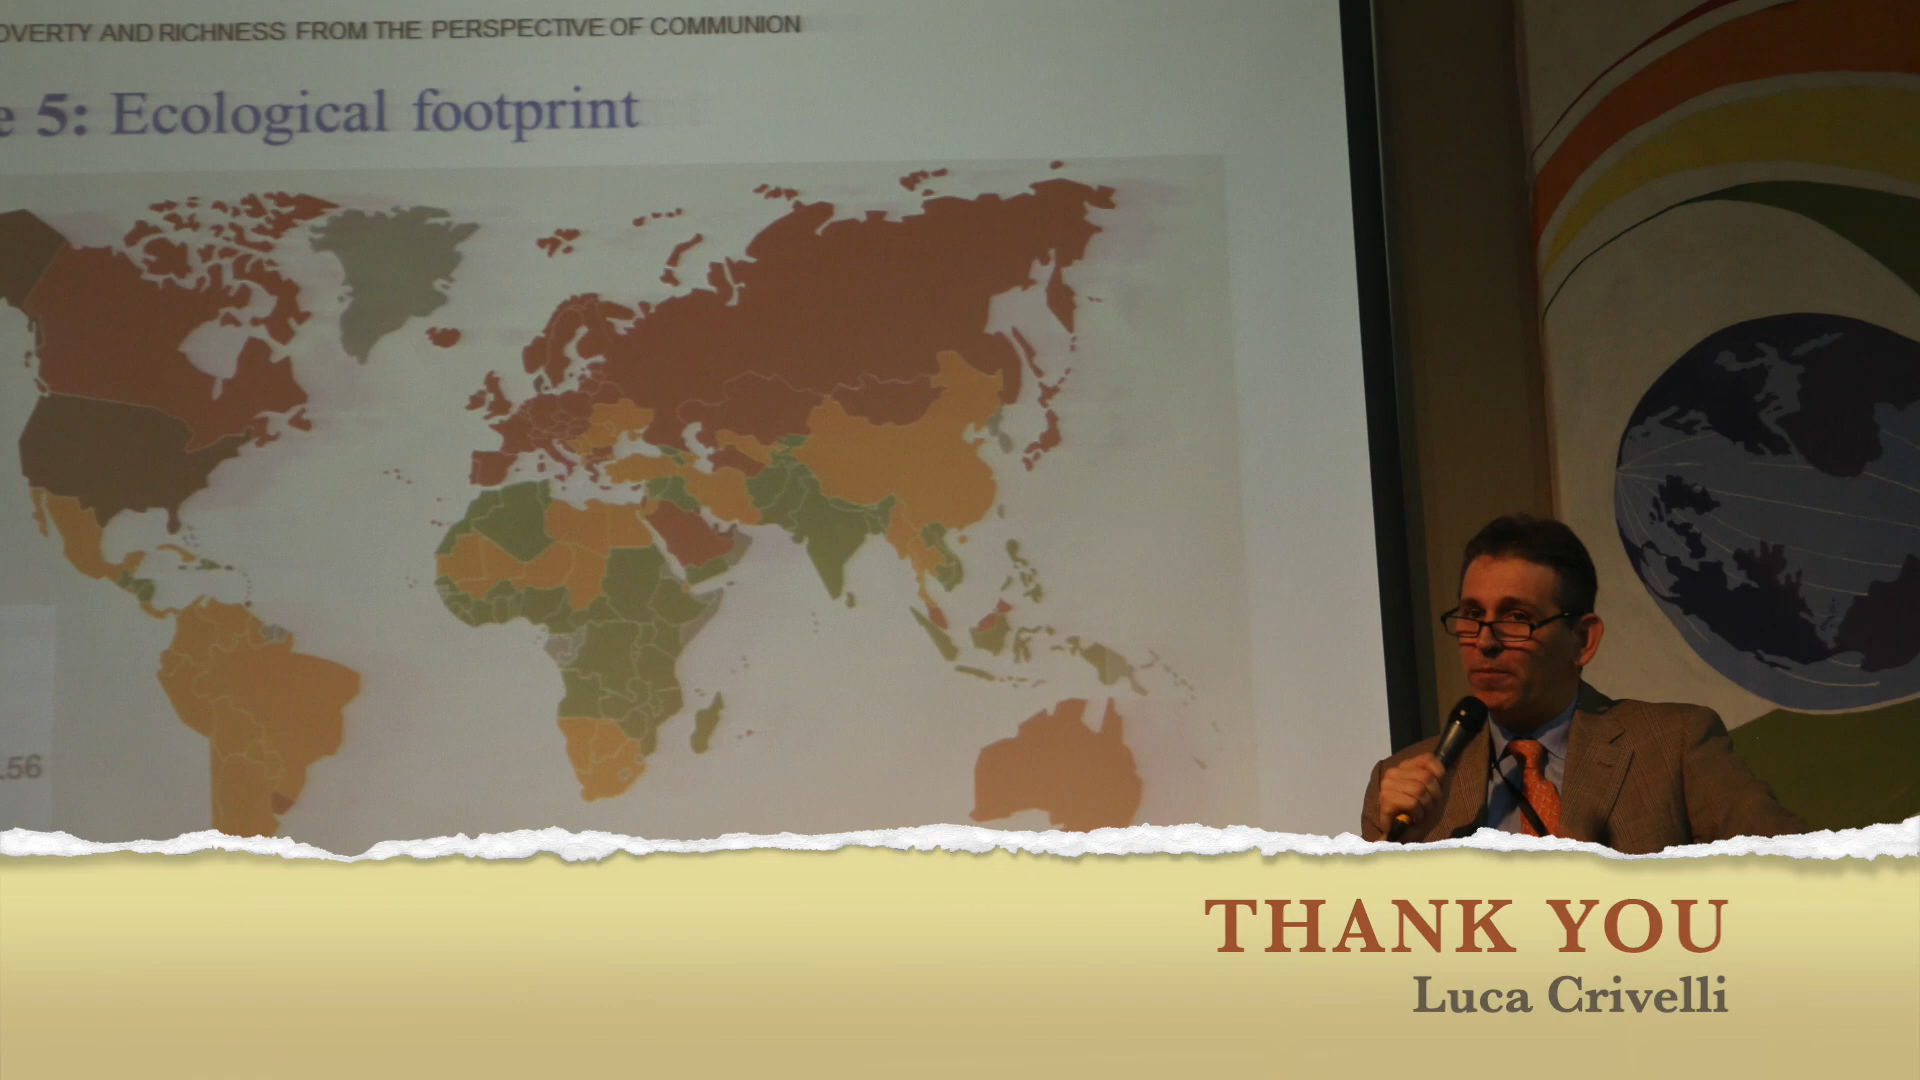 OVERTY AND RICHNESS FROM THE PERSPECTIVE OF COMMUNION
e 5: Ecological footprint
.56
THANK YOU
Luca Crivelli